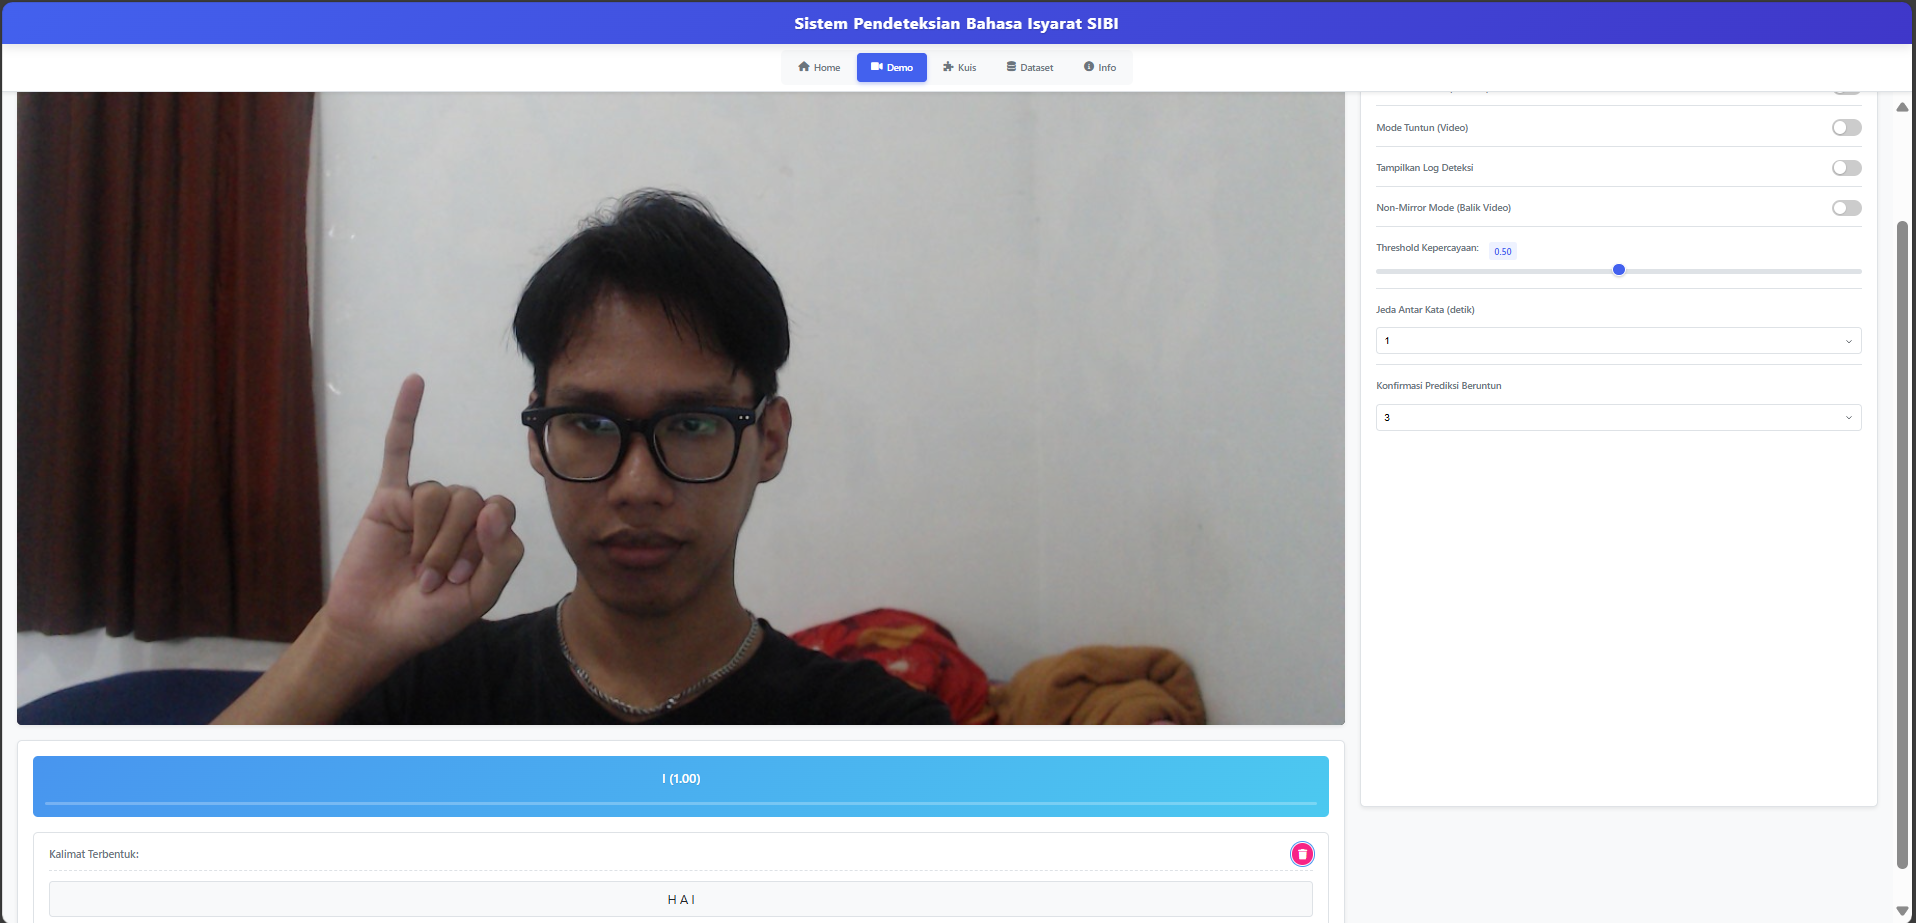 Sistem Pendeteksian Bahasa Isyarat SIBI
Home Demo Kuis Dataset Info
Mode Tuntun (Video)
Tampilkan Log Deteksi
Non-Mirror Mode (Balik Video)
Threshold Kepercayaan: 0.50
Jeda Antar Kata (detik)
1
Konfirmasi Prediksi Beruntun
3
I (1.00)
Kalimat Terbentuk:
H A I